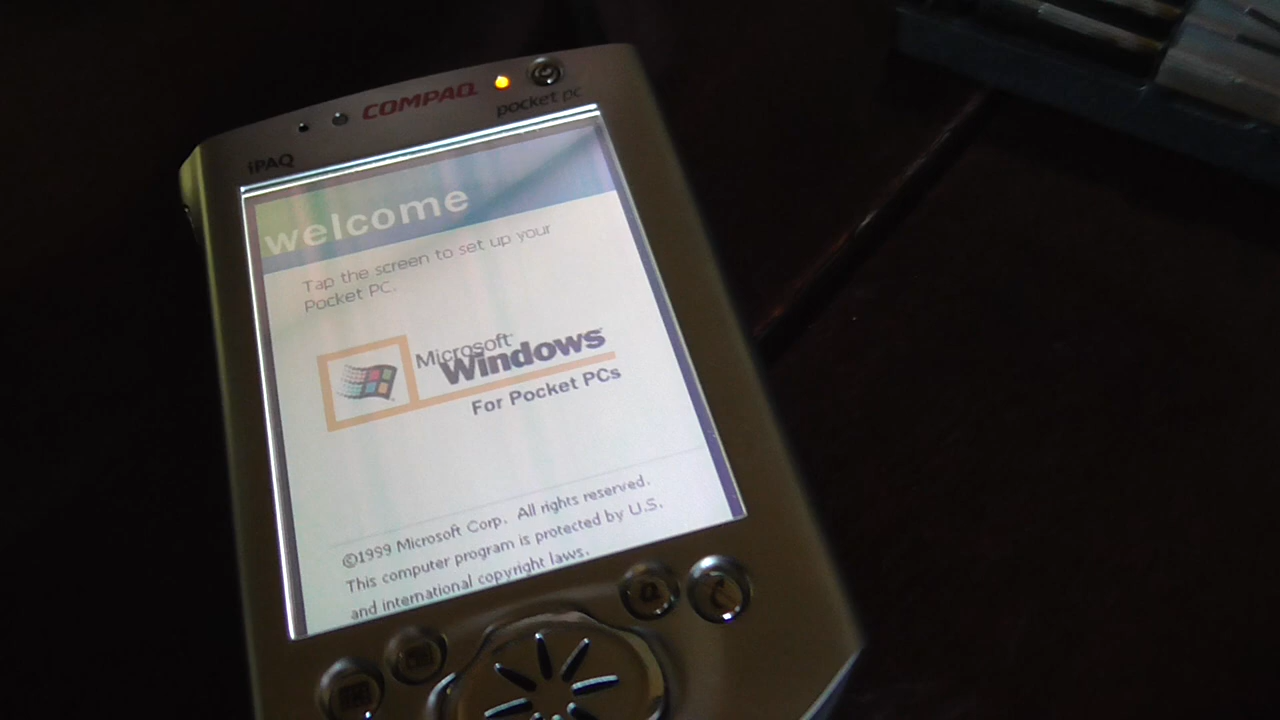 COMPAQ
pocket pc
iPAQ
welcome
Tap the screen to set up your
Pocket PC.
Microsoft
Windows
For Pocket PCs
©1999 Microsoft Corp. All rights reserved.
This computer program is protected by U.S.
and international copyright laws.